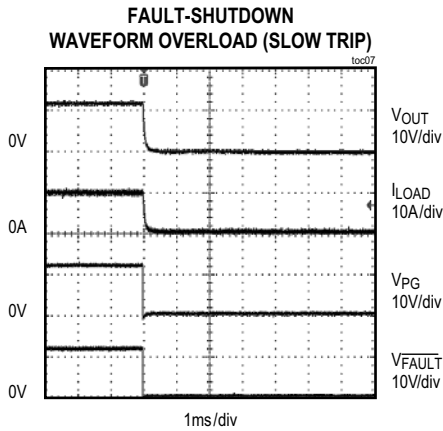 FAULT-SHUTDOWN
WAVEFORM OVERLOAD (SLOW TRIP)
toc07
T
0V
VOUT
10V/div
0A
ILOAD
10A/div
0V
VPG
10V/div
0V
VFAULT
10V/div
1ms/div